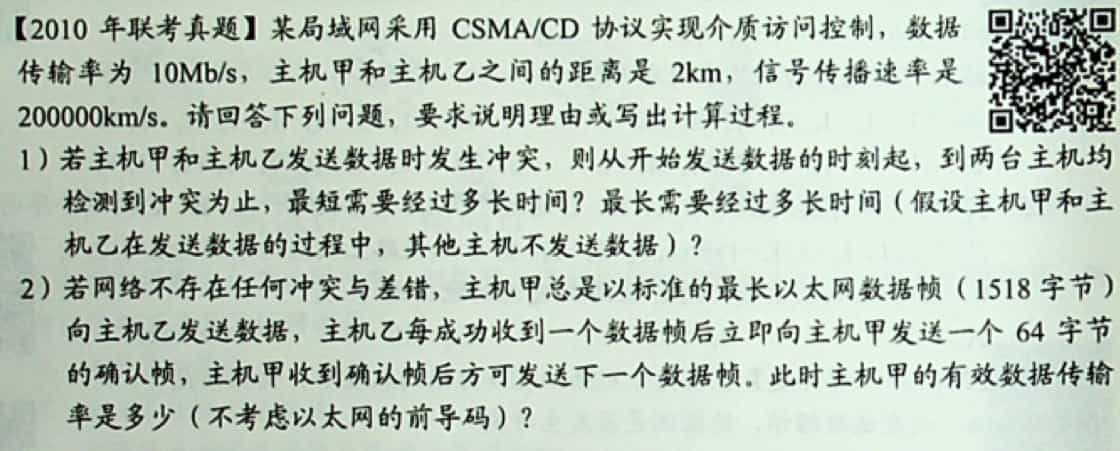 【2010 年联考真题】某局域网采用 CSMA/CD 协议实现介质访问控制，数据
传输率为 10Mb/s，主机甲和主机乙之间的距离是 2km，信号传播速率是
200000km/s。请回答下列问题，要求说明理由或写出计算过程。
1）若主机甲和主机乙发送数据时发生冲突，则从开始发送数据的时刻起，到两台主机均
检测到冲突为止，最短需要经过多长时间？最长需要经过多长时间（假设主机甲和主
机乙在发送数据的过程中，其他主机不发送数据）？
2）若网络不存在任何冲突与差错，主机甲总是以标准的最长以太网数据帧（1518 字节）
向主机乙发送数据，主机乙每成功收到一个数据帧后立即向主机甲发送一个 64 字节
的确认帧，主机甲收到确认帧后方可发送下一个数据帧。此时主机甲的有效数据传输
率是多少（不考虑以太网的前导码）？